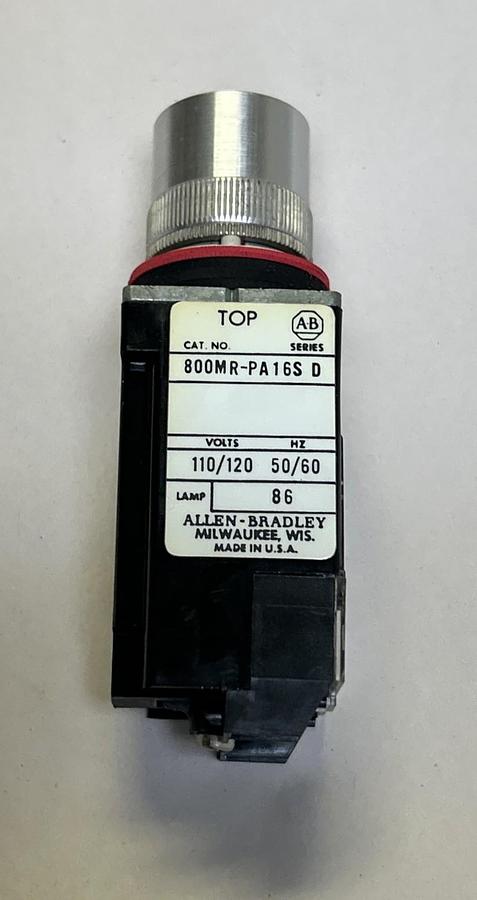 TOP A-B
CAT. NO. SERIES
800MR-PA16S D
VOLTS HZ
110/120 50/60
LAMP 86
ALLEN-BRADLEY
MILWAUKEE, WIS.
MADE IN U.S.A.